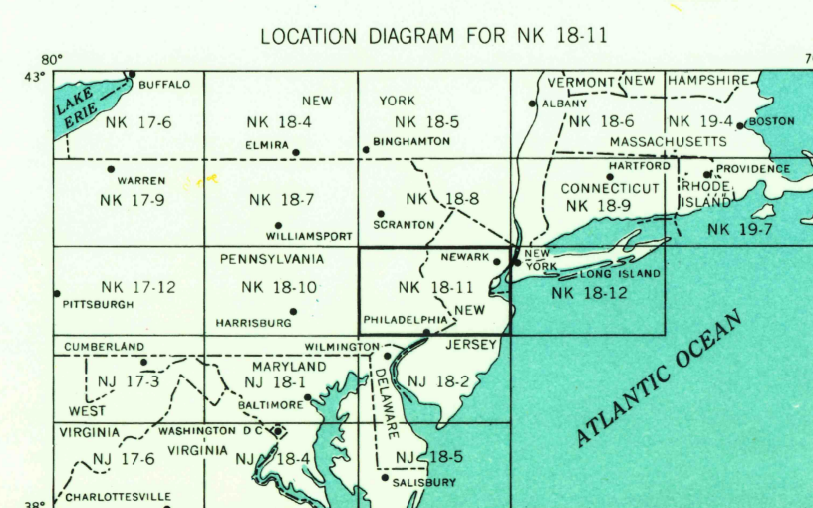 LOCATION DIAGRAM FOR NK 18-11
80°
43°
BUFFALO
LAKE
ERIE
NK 17-6
NEW YORK
NK 18-4
NK 18-5
ELMIRA
BINGHAMTON
VERMONT
NEW HAMPSHIRE
ALBANY
NK 18-6
NK 19-4
BOSTON
MASSACHUSETTS
WARREN
NK 17-9
NK 18-7
WILLIAMSPORT
NK 18-8
SCRANTON
HARTFORD
PROVIDENCE
CONNECTICUT
RHODE
ISLAND
NK 18-9
NK 19-7
PENNSYLVANIA
NEWARK
NEW
YORK
LONG ISLAND
NK 17-12
NK 18-10
NK 18-11
NK 18-12
PITTSBURGH
HARRISBURG
PHILADELPHIA
NEW
JERSEY
ATLANTIC OCEAN
CUMBERLAND
WILMINGTON
NJ 17-3
MARYLAND
NJ 18-1
DELAWARE
NJ 18-2
BALTIMORE
WEST
VIRGINIA
WASHINGTON D C
VIRGINIA
NJ 17-6
NJ 18-4
NJ 18-5
SALISBURY
CHARLOTTESVILLE
38°